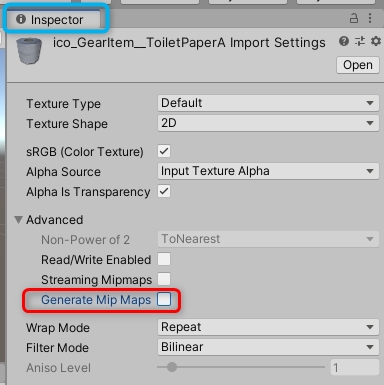 Inspector
ico_GearItem__ToiletPaperA Import Settings
Open
Texture Type Default
Texture Shape 2D
sRGB (Color Texture)
Alpha Source Input Texture Alpha
Alpha Is Transparency
Advanced
Non-Power of 2 ToNearest
Read/Write Enabled
Streaming Mipmaps
Generate Mip Maps
Wrap Mode Repeat
Filter Mode Bilinear
Aniso Level 1